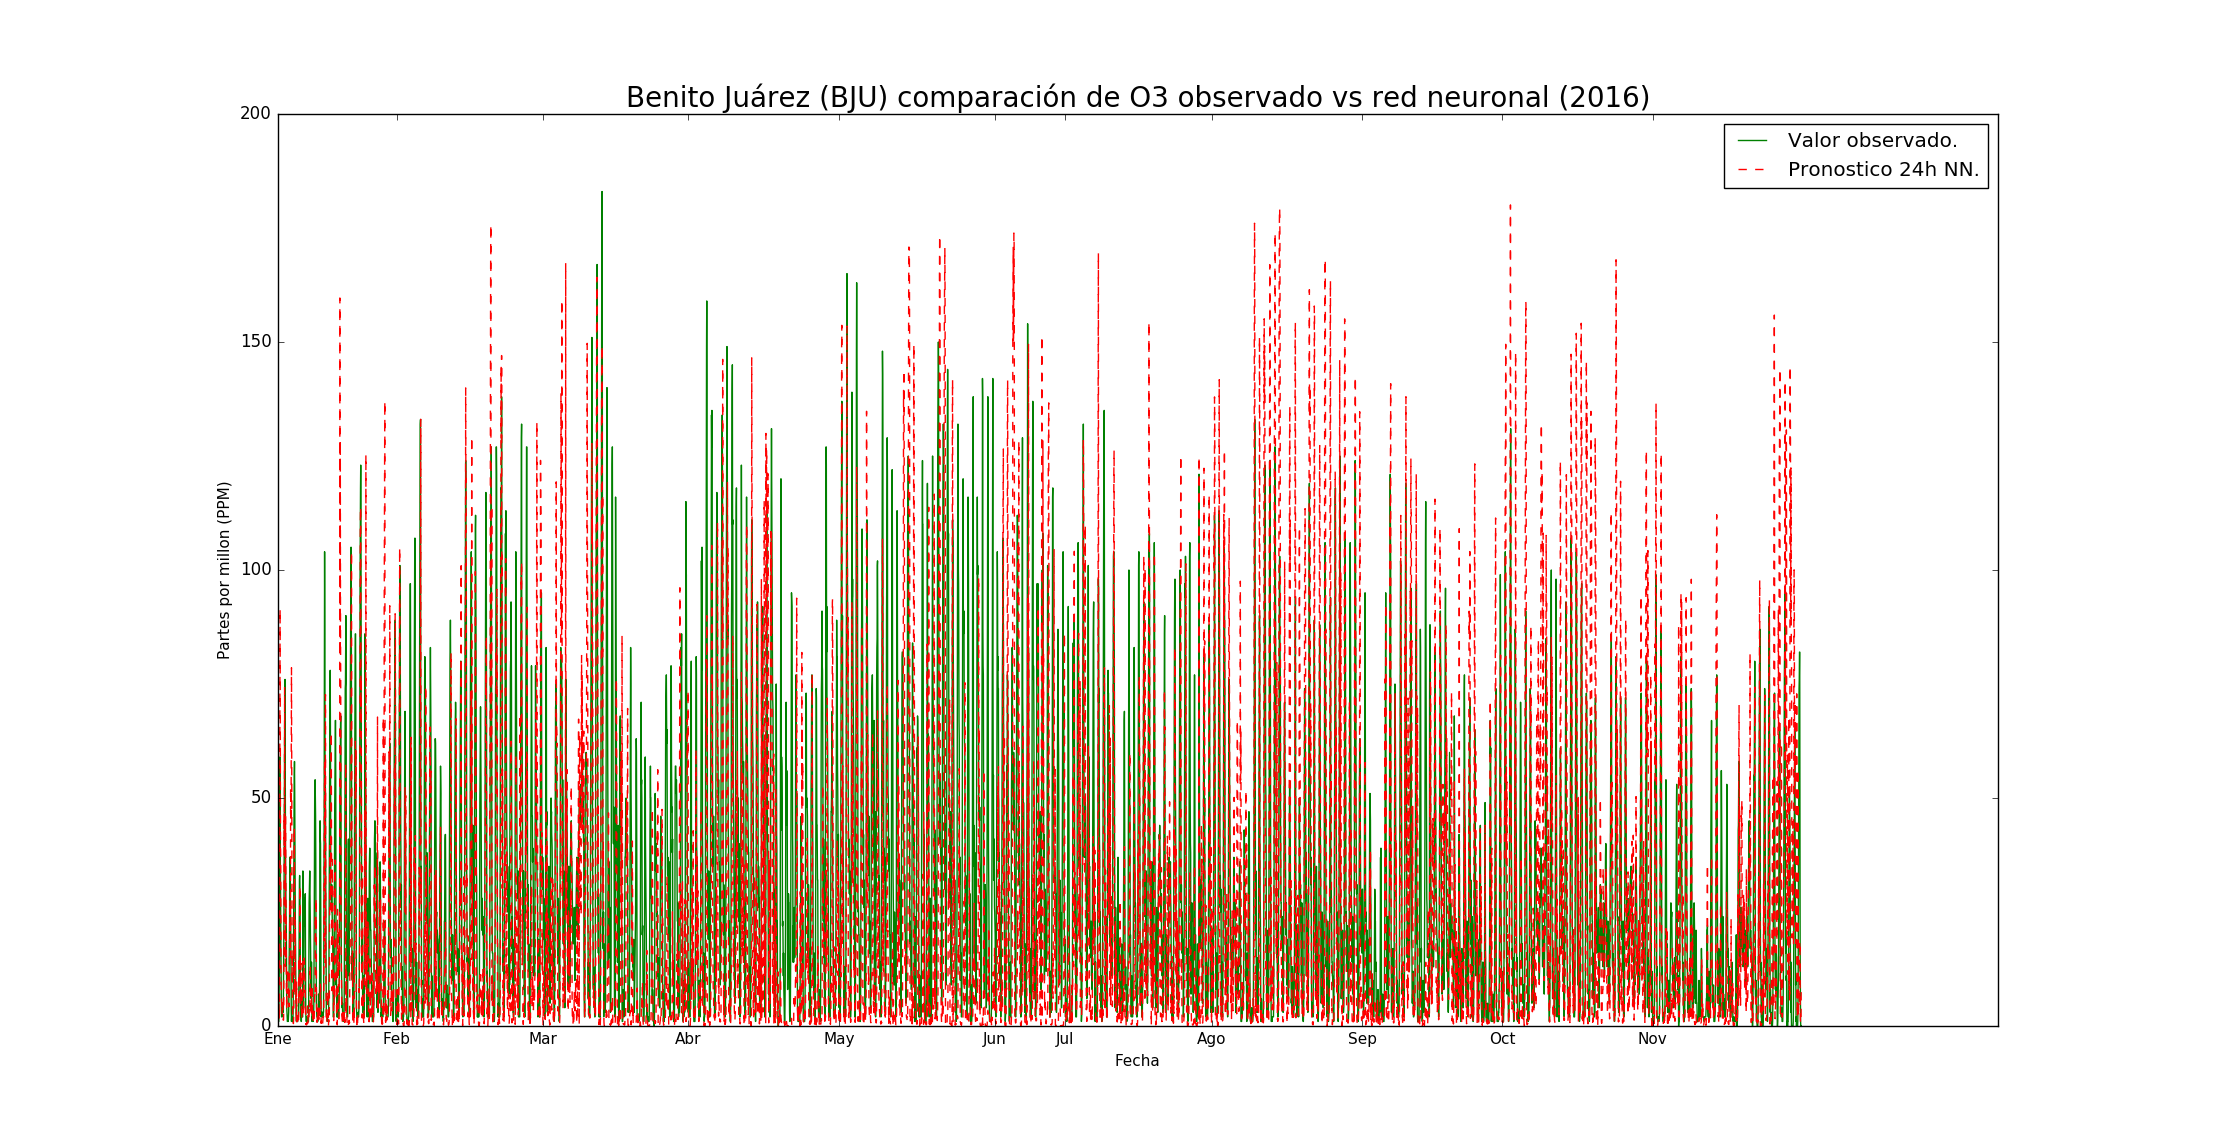 Benito Juárez (BJU) comparación de O3 observado vs red neuronal (2016)
200
150
100
50
0
Partes por millon (PPM)
Valor observado.
Pronostico 24h NN.
Ene Feb Mar Abr May Jun Jul Ago Sep Oct Nov
Fecha